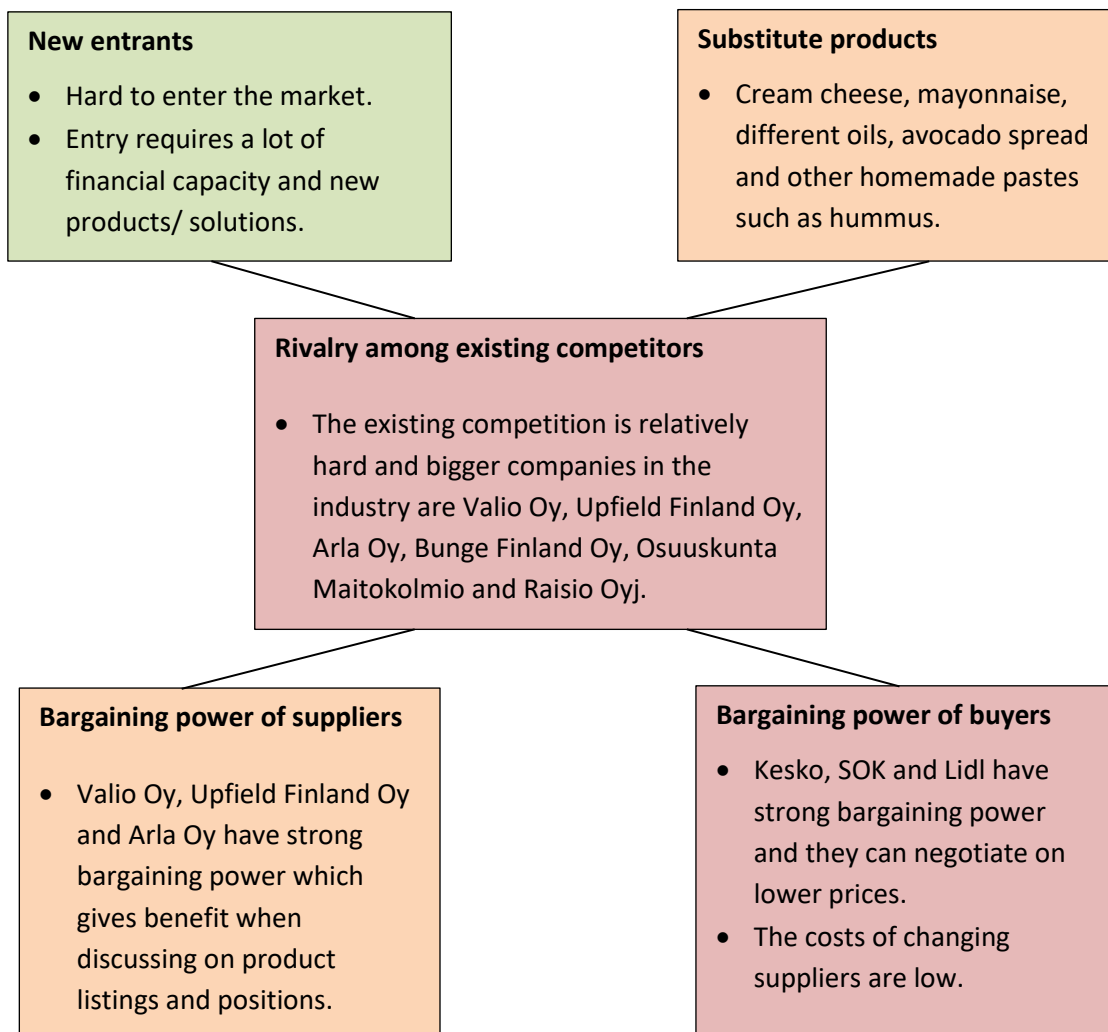 New entrants
• Hard to enter the market.
• Entry requires a lot of
financial capacity and new
products/ solutions.
Substitute products
• Cream cheese, mayonnaise,
different oils, avocado spread
and other homemade pastes
such as hummus.
Rivalry among existing competitors
• The existing competition is relatively
hard and bigger companies in the
industry are Valio Oy, Upfield Finland Oy,
Arla Oy, Bunge Finland Oy, Osuuskunta
Maitokolmio and Raisio Oyj.
Bargaining power of suppliers
• Valio Oy, Upfield Finland Oy
and Arla Oy have strong
bargaining power which
gives benefit when
discussing on product
listings and positions.
Bargaining power of buyers
• Kesko, SOK and Lidl have
strong bargaining power
and they can negotiate on
lower prices.
• The costs of changing
suppliers are low.